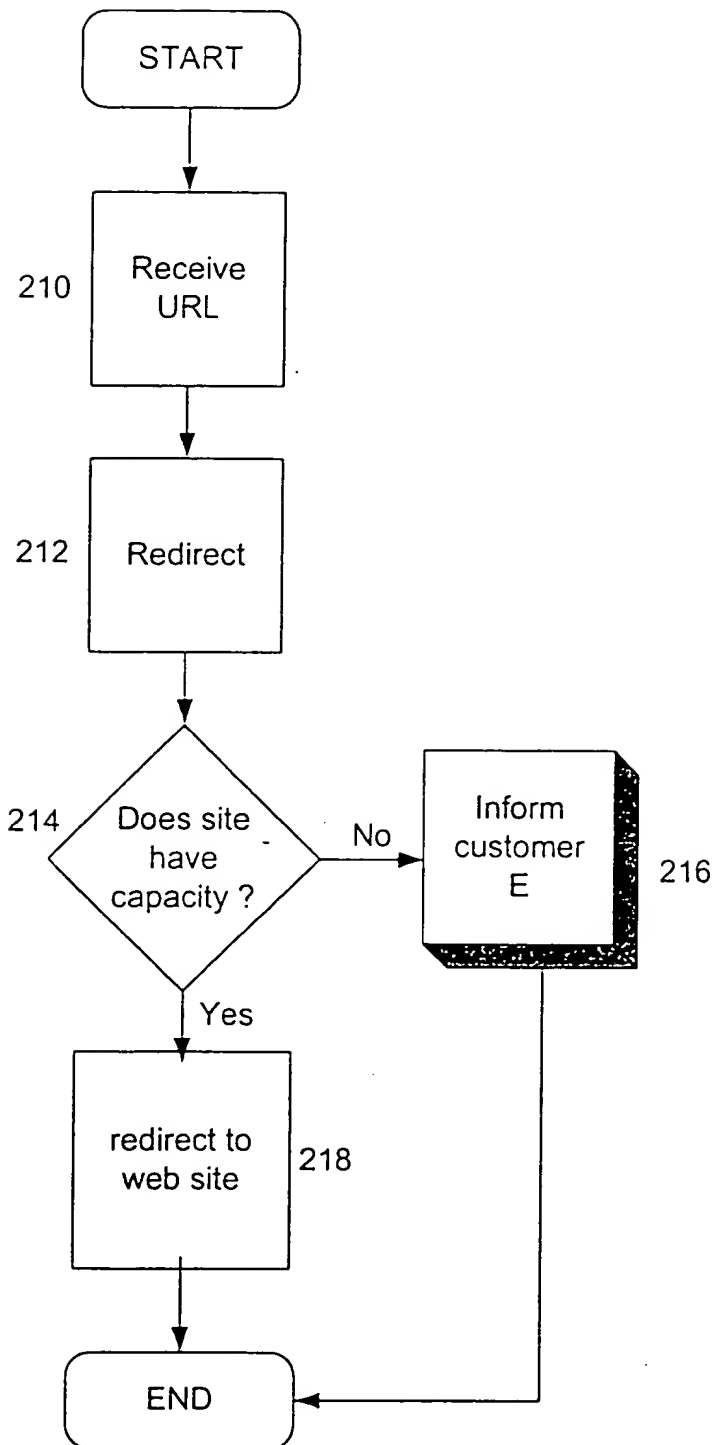 START
210
Receive
URL
212
Redirect
214
Does site
have
capacity ?
No
Inform
customer
E
216
Yes
redirect to
web site
218
END